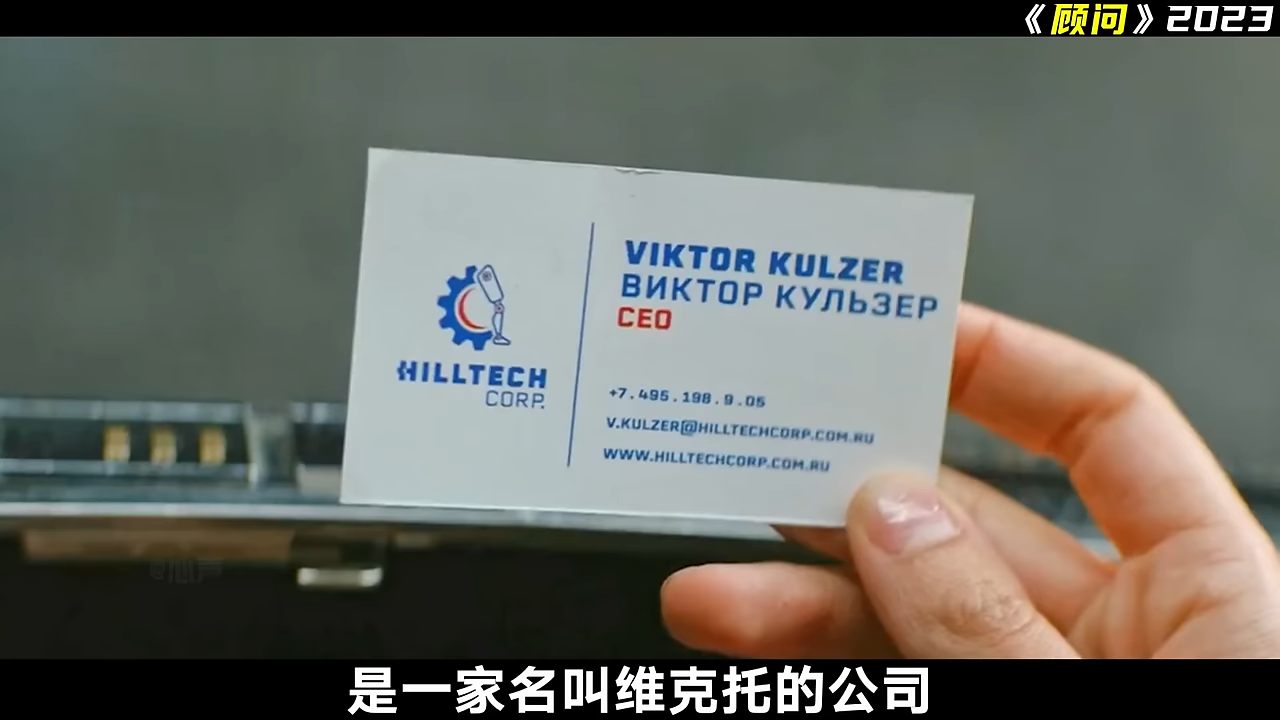 《顾问》2023
HILLTECH
CORP.
VIKTOR KULZER
ВИКТОР КУЛЬЗЕР
CEO
+7.495.198.9.05
V.KULZER@HILLTECHCORP.COM.RU
WWW.HILLTECHCORP.COM.RU
是一家名叫维克托的公司